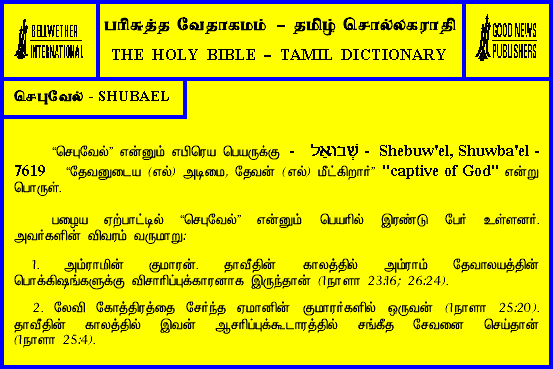 BELLWETHER
INTERNATIONAL
பரிசுத்த வேதாகமம் – தமிழ் சொல்லகராதி
THE HOLY BIBLE – TAMIL DICTIONARY
GOOD NEWS
PUBLISHERS
செபுவேல் - SHUBAEL
“செபுவேல்” என்னும் எபிரெய பெயருக்கு - שְׁבוּאֵל - Shebuw'el, Shuwba'el -
7619 “தேவனுடைய (எல்) அடிமை, தேவன் (எல்) மீட்கிறார்” "captive of God" என்று
பொருள்.
பழைய ஏற்பாட்டில் “செபுவேல்” என்னும் பெயரில் இரண்டு பேர் உள்ளனர்.
அவர்களின் விவரம் வருமாறு:
1. அம்ராமின் குமாரன். தாவீதின் காலத்தில் அம்ராம் தேவாலயத்தின்
பொக்கிஷங்களுக்கு விசாரிப்புக்காரனாக இருந்தான் (1நாளா 23:16; 26:24).
2. லேவி கோத்திரத்தை சேர்ந்த ஏமானின் குமாரர்களில் ஒருவன் (1நாளா 25:20).
தாவீதின் காலத்தில் இவன் ஆசரிப்புக்கூடாரத்தில் சங்கீத சேவனை செய்தான்
(1நாளா 25:4).